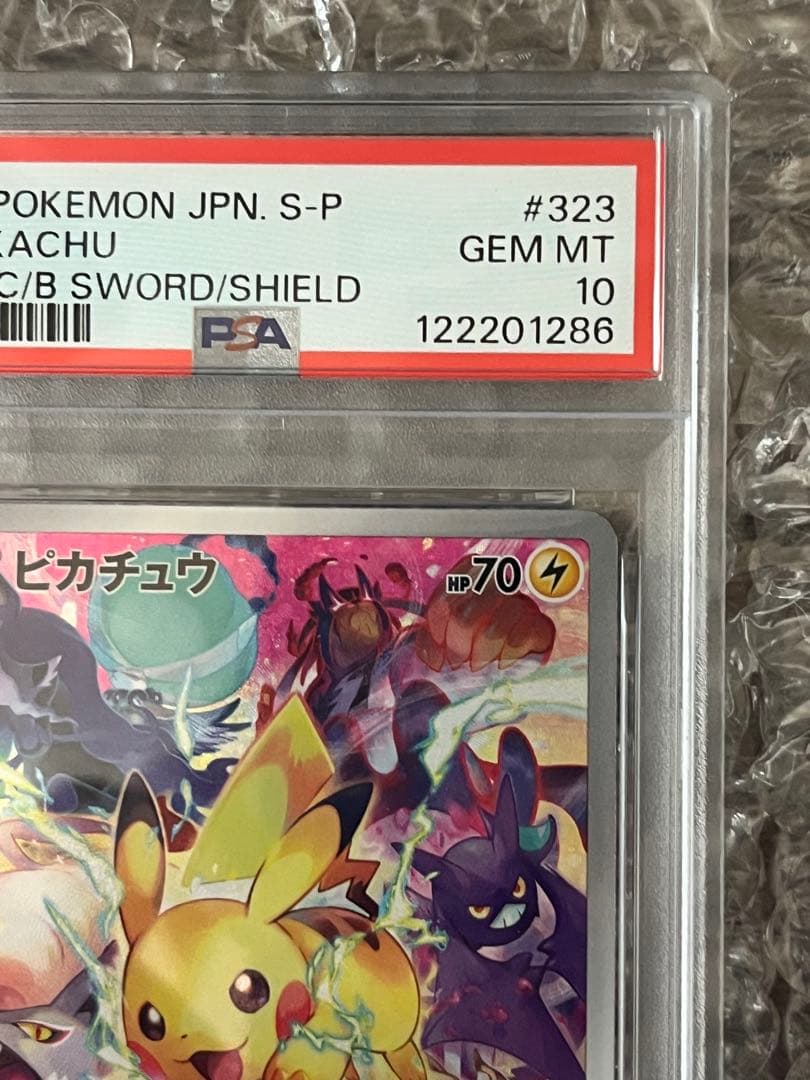 POKEMON JPN. S-P #323
KACHU GEM MT
C/B SWORD/SHIELD 10
PSA 122201286
ピカチュウ HP70